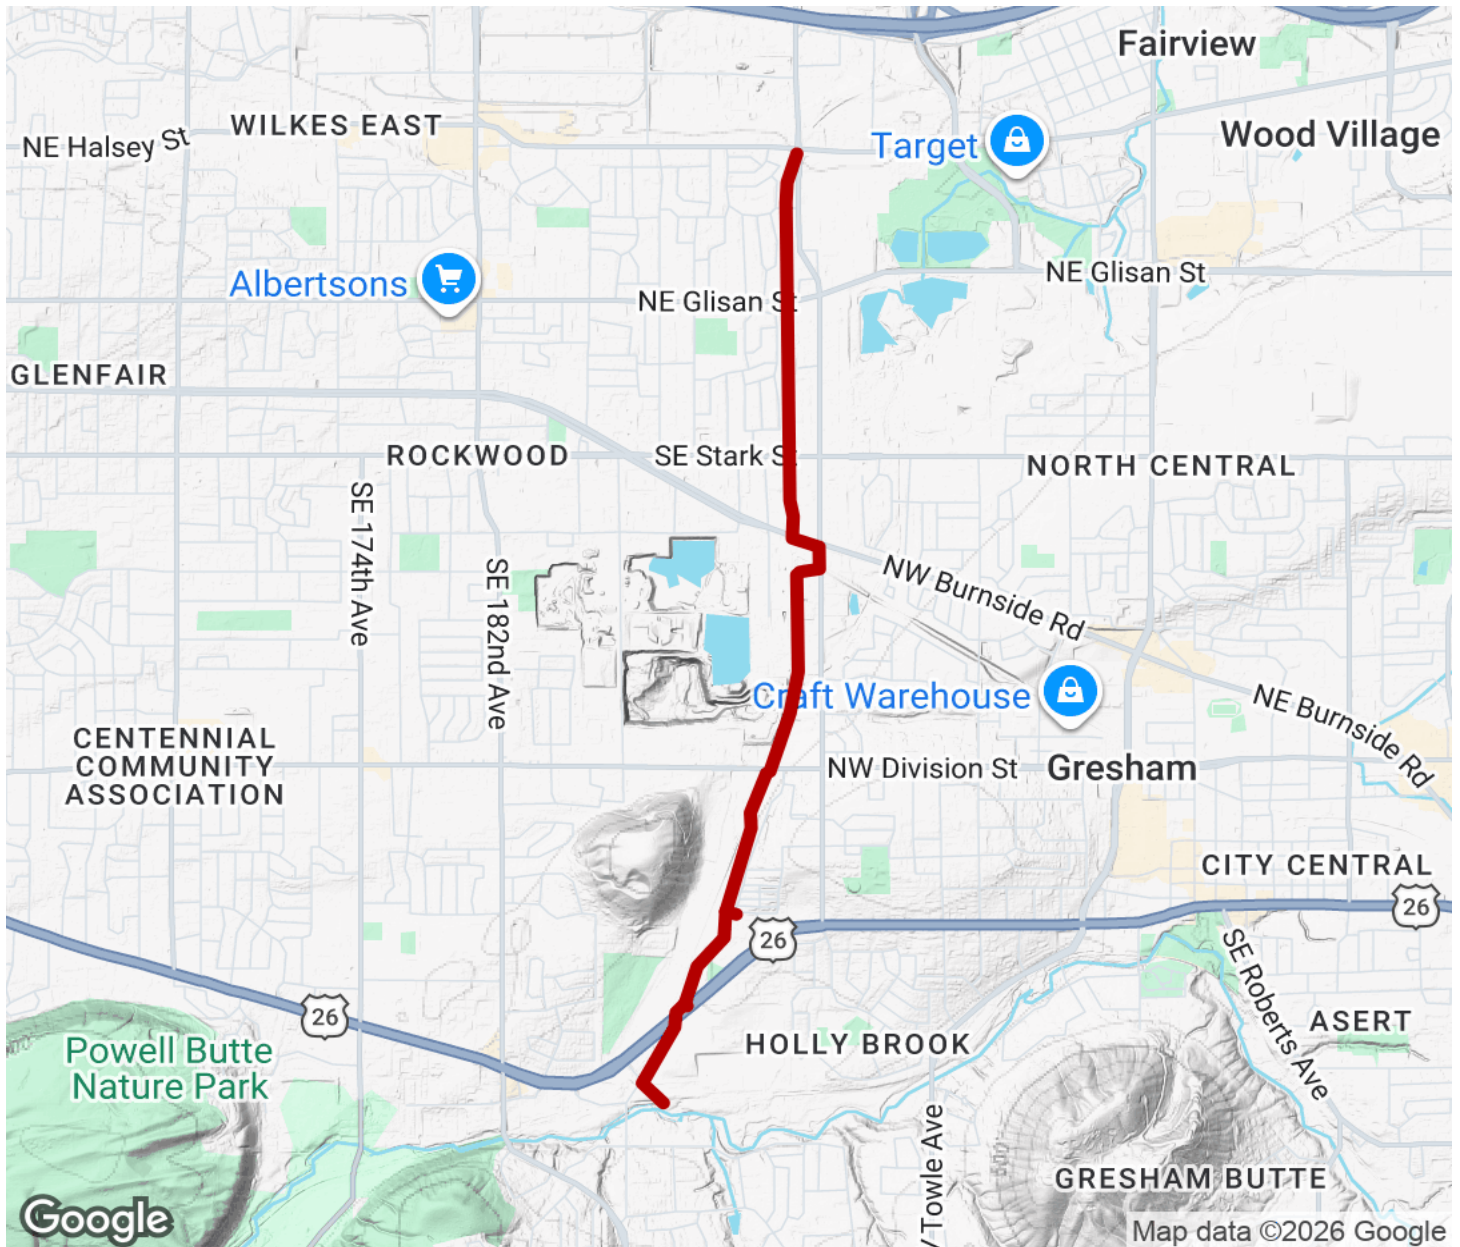 Fairview
WILKES EAST
NE Halsey St
Target
Wood Village
Albertsons
NE Glisan St
NE Glisan St
GLENFAIR
ROCKWOOD
SE Stark S
NORTH CENTRAL
SE 174th Ave
SE 182nd Ave
NW Burnside Rd
Craft Warehouse
NE Burnside Rd
CENTENNIAL
COMMUNITY
ASSOCIATION
NW Division St
Gresham
CITY CENTRAL
26
26
26
SE Roberts Ave
ASERT
HOLLY BROOK
Powell Butte
Nature Park
Towle Ave
GRESHAM BUTTE
Google
Map data ©2026 Google